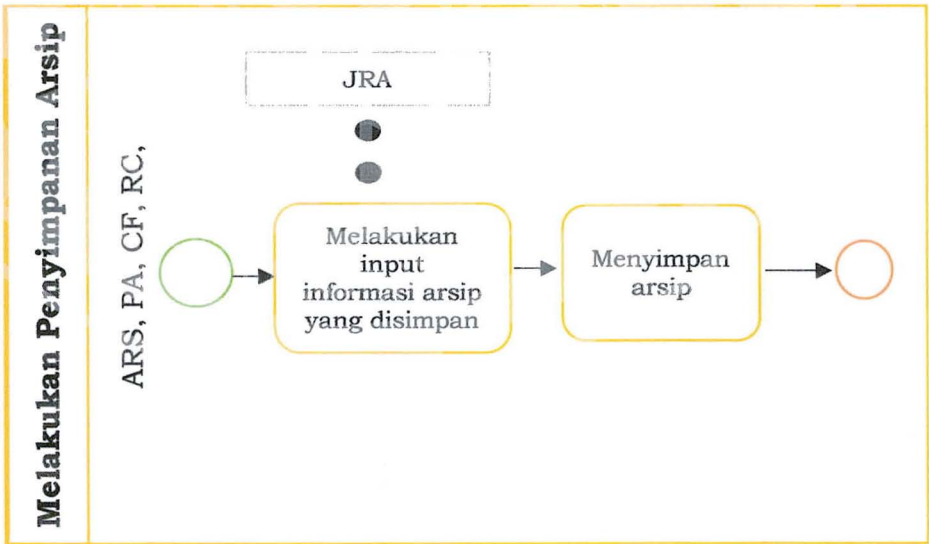 Melakukan Penyimpanan Arsip
ARS, PA, CF, RC,
JRA
Melakukan
input
informasi arsip
yang disimpan
Menyimpan
arsip